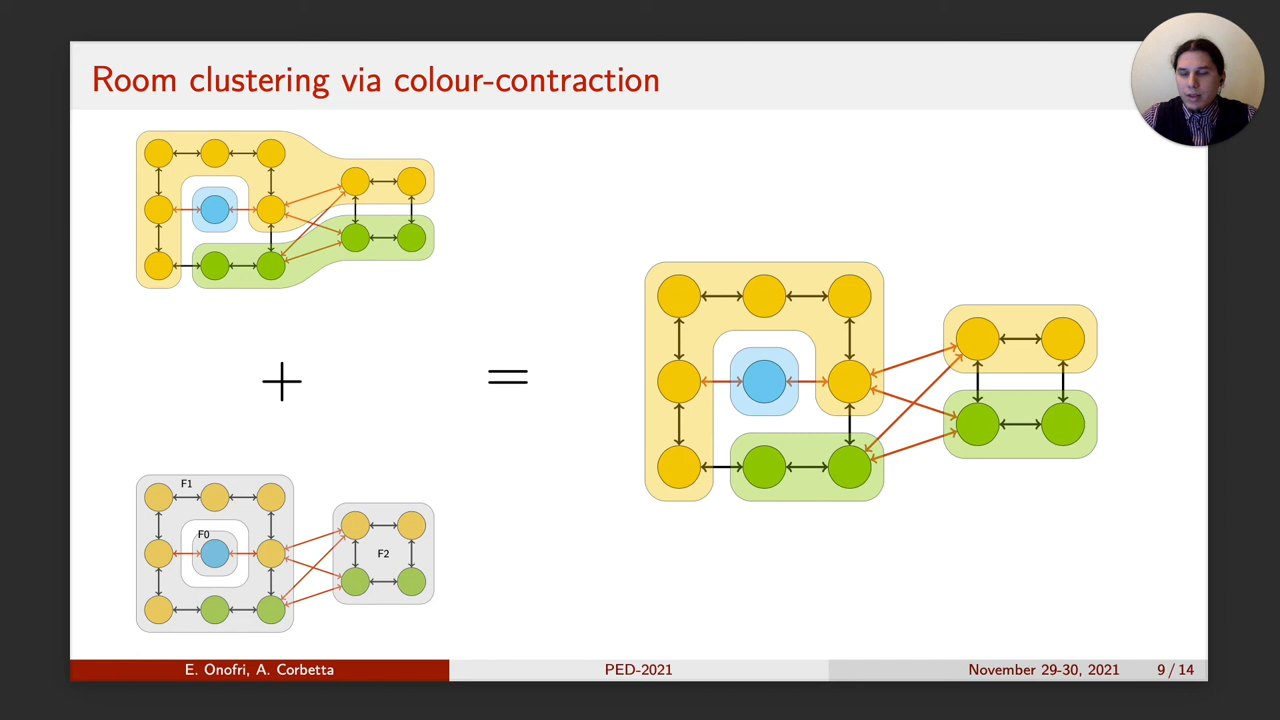 Room clustering via colour-contraction
+
=
F1
F0
F2
E. Onofri, A. Corbetta
PED-2021
November 29-30, 2021
9 / 14